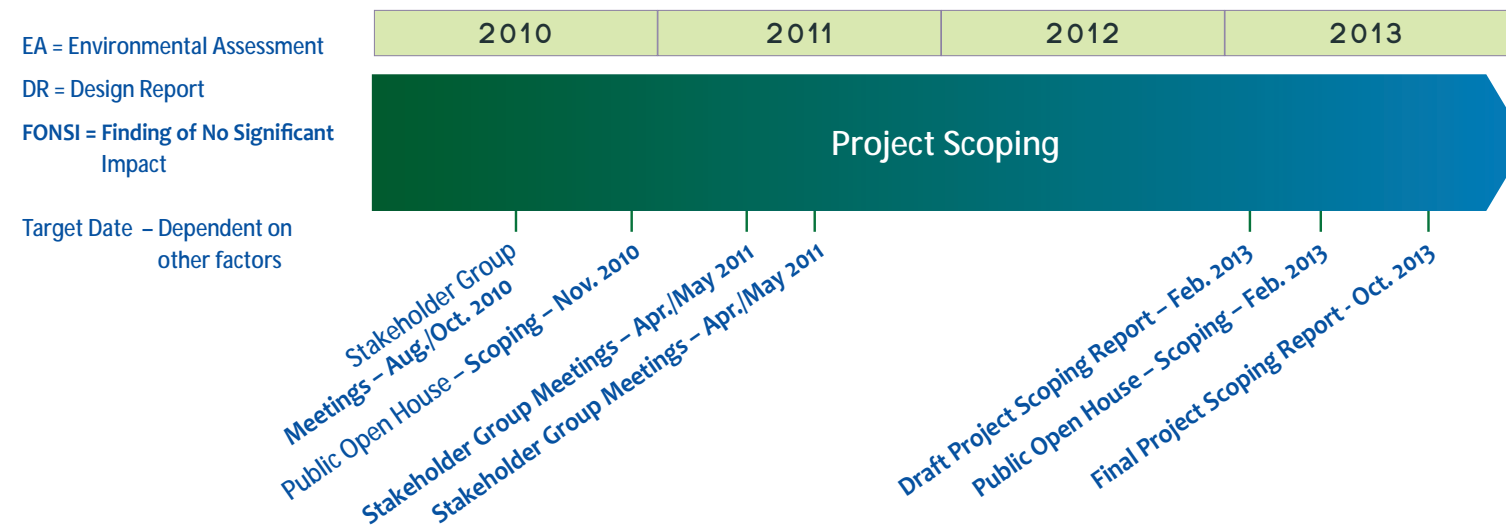 EA = Environmental Assessment
DR = Design Report
FONSI = Finding of No Significant
Impact
Target Date – Dependent on
other factors
2010
2011
2012
2013
Project Scoping
Stakeholder Group
Meetings – Aug./Oct. 2010
Public Open House – Scoping – Nov. 2010
Stakeholder Group Meetings – Apr./May 2011
Stakeholder Group Meetings – Apr./May 2011
Draft Project Scoping Report – Feb. 2013
Public Open House – Scoping – Feb. 2013
Final Project Scoping Report - Oct. 2013